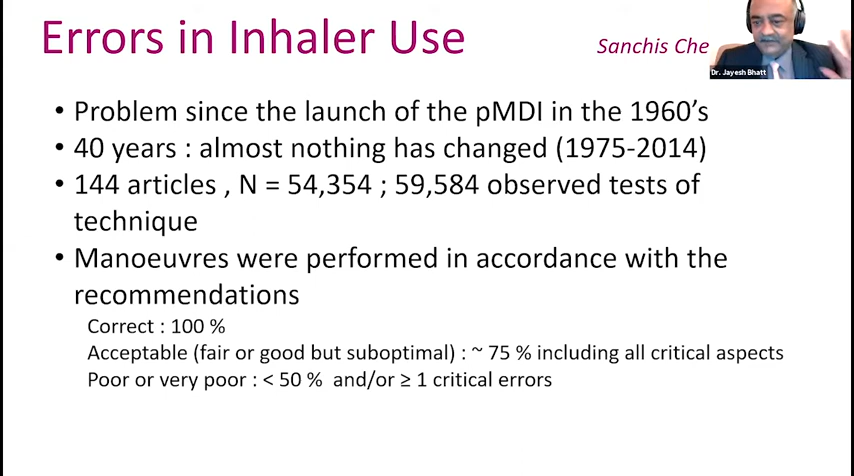 Errors in Inhaler Use
Sanchis Che
Dr. Jayesh Bhatt
• Problem since the launch of the pMDI in the 1960's
• 40 years : almost nothing has changed (1975-2014)
• 144 articles , N = 54,354 ; 59,584 observed tests of
technique
• Manoeuvres were performed in accordance with the
recommendations
Correct : 100 %
Acceptable (fair or good but suboptimal) : ~ 75 % including all critical aspects
Poor or very poor : < 50 % and/or ≥ 1 critical errors